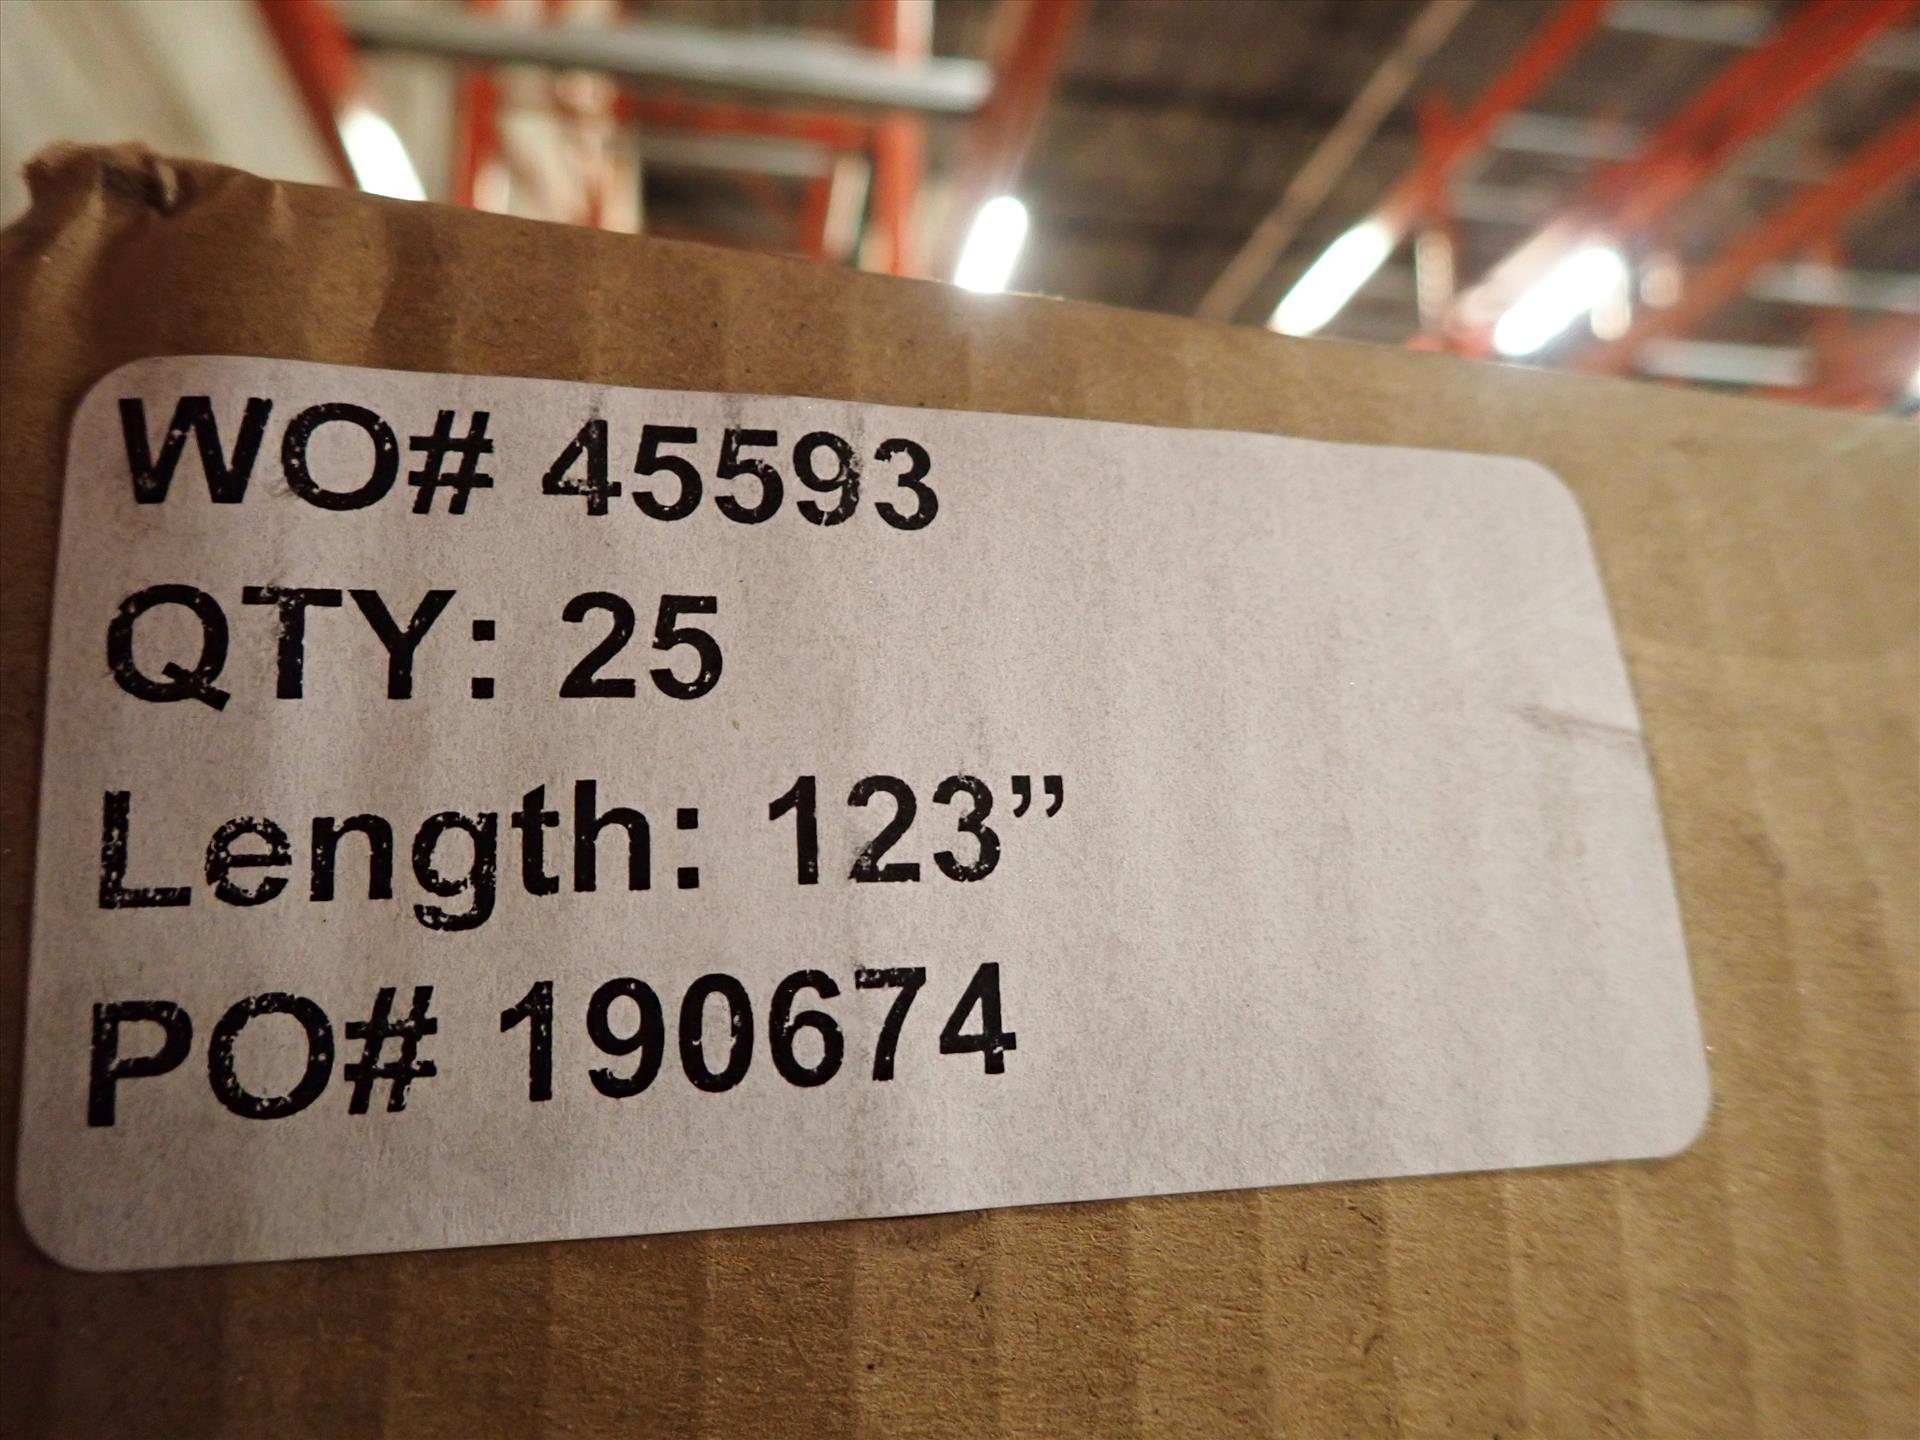 WO# 45593
QTY: 25
Length: 123”
PO# 190674